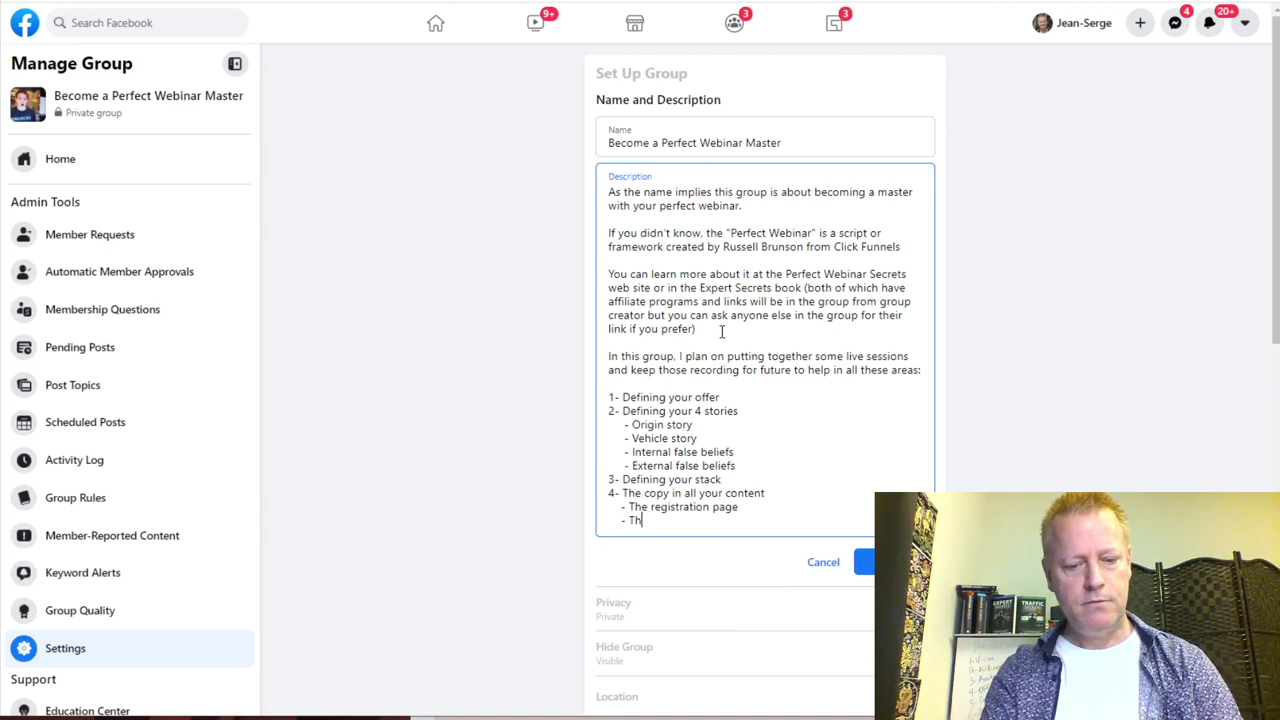 Search Facebook
9+
3
3
Jean-Serge
4
20+
Manage Group
Become a Perfect Webinar Master
Private group
Home
Admin Tools
Member Requests
Automatic Member Approvals
Membership Questions
Pending Posts
Post Topics
Scheduled Posts
Activity Log
Group Rules
Member-Reported Content
Keyword Alerts
Group Quality
Settings
Support
Education Center
Set Up Group
Name and Description
Name
Become a Perfect Webinar Master
Description
As the name implies this group is about becoming a master
with your perfect webinar.
If you didn't know, the "Perfect Webinar" is a script or
framework created by Russell Brunson from Click Funnels
You can learn more about it at the Perfect Webinar Secrets
web site or in the Expert Secrets book (both of which have
affiliate programs and links will be in the group from group
creator but you can ask anyone else in the group for their
link if you prefer)
In this group, I plan on putting together some live sessions
and keep those recording for future to help in all these areas:
1- Defining your offer
2- Defining your 4 stories
- Origin story
- Vehicle story
- Internal false beliefs
- External false beliefs
3- Defining your stack
4- The copy in all your content
- The registration page
- Th
Cancel
Privacy
Private
Hide Group
Visible
Location
EXPERT
SECRETS
TRAFFIC
SECRETS
1-Vision